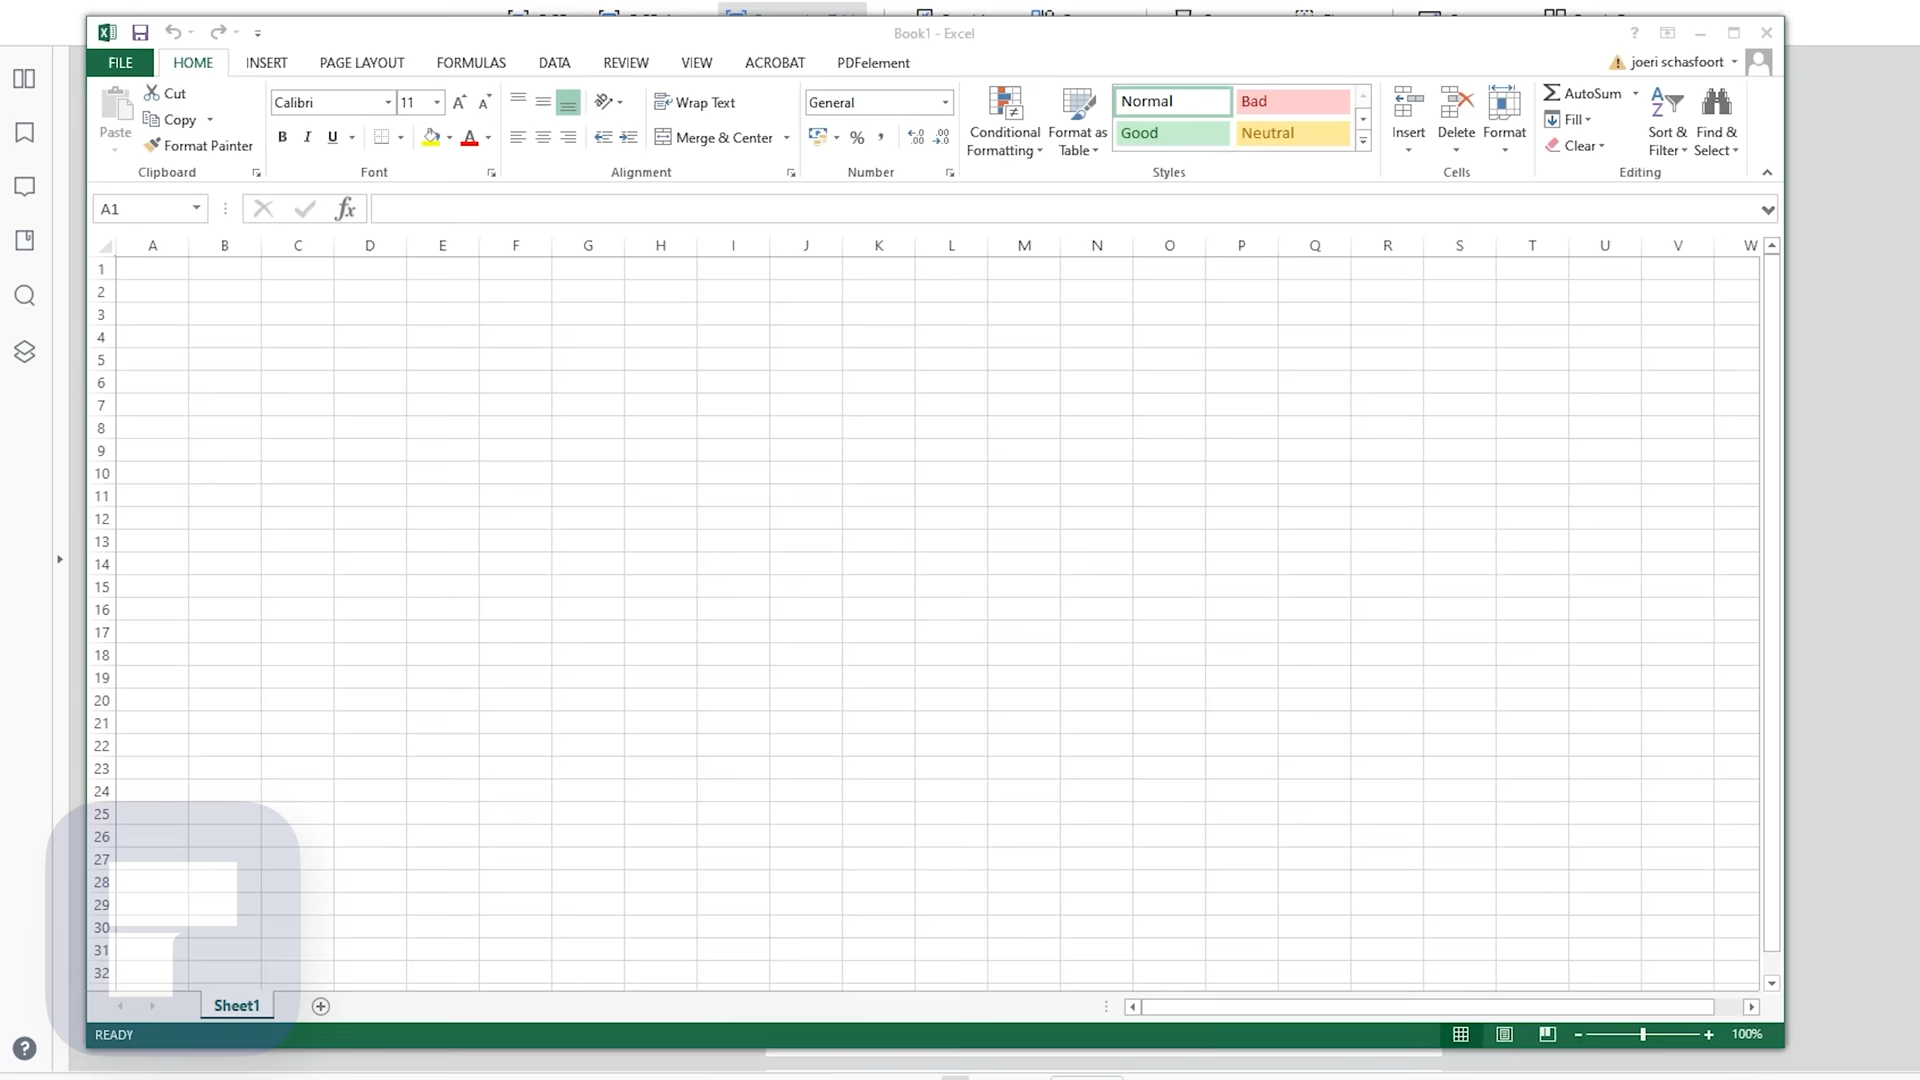 Book1 - Excel
?
FILE HOME INSERT PAGE LAYOUT FORMULAS DATA REVIEW VIEW ACROBAT PDFelement joeri schasfoort
Paste
Cut
Copy
Format Painter
Clipboard
Calibri 11
B I U A
Font
Wrap Text
Merge & Center
Alignment
General
% ,
Number
Conditional Formatting
Format as Table
Normal Bad
Good Neutral
Styles
Insert Delete Format
Cells
AutoSum
Fill
Clear
Sort & Filter
Find & Select
Editing
A1 fx
A B C D E F G H I J K L M N O P Q R S T U V W
1
2
3
4
5
6
7
8
9
10
11
12
13
14
15
16
17
18
19
20
21
22
23
24
25
26
27
28
29
30
31
32
Sheet1
READY 100%
?